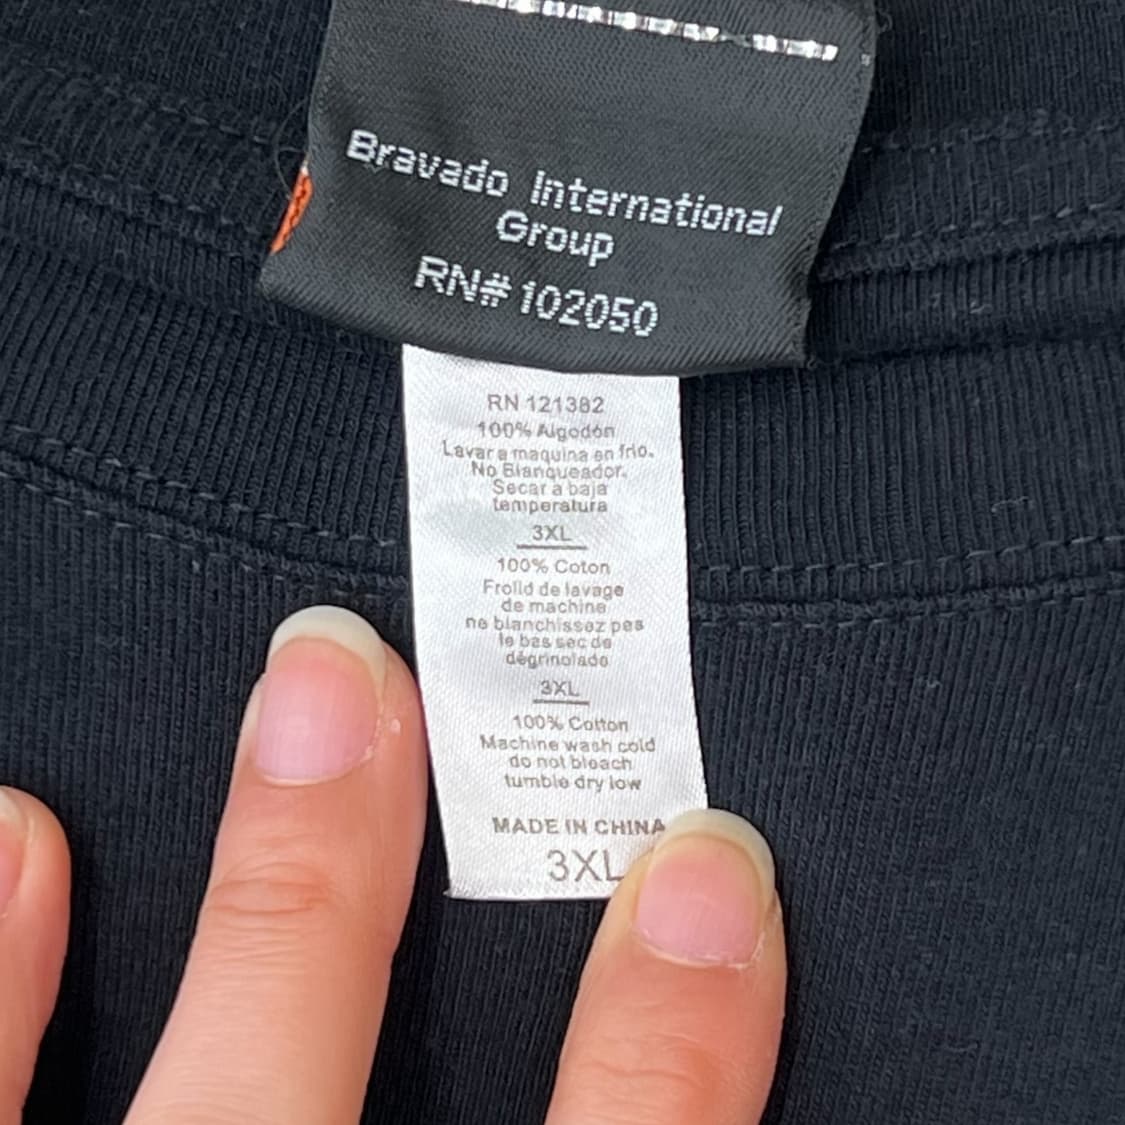 Bravado International
Group
RN# 102050
RN 121382
100% Algodón
Lavar a maquina en frio.
No Blanqueador.
Secar a baja
temperatura
3XL
100% Coton
Froild de lavage
de machine
ne blanchissez pas
le bas sec de
dégrinolade
3XL
100% Cotton
Machine wash cold
do not bleach
tumble dry low
MADE IN CHINA
3XL